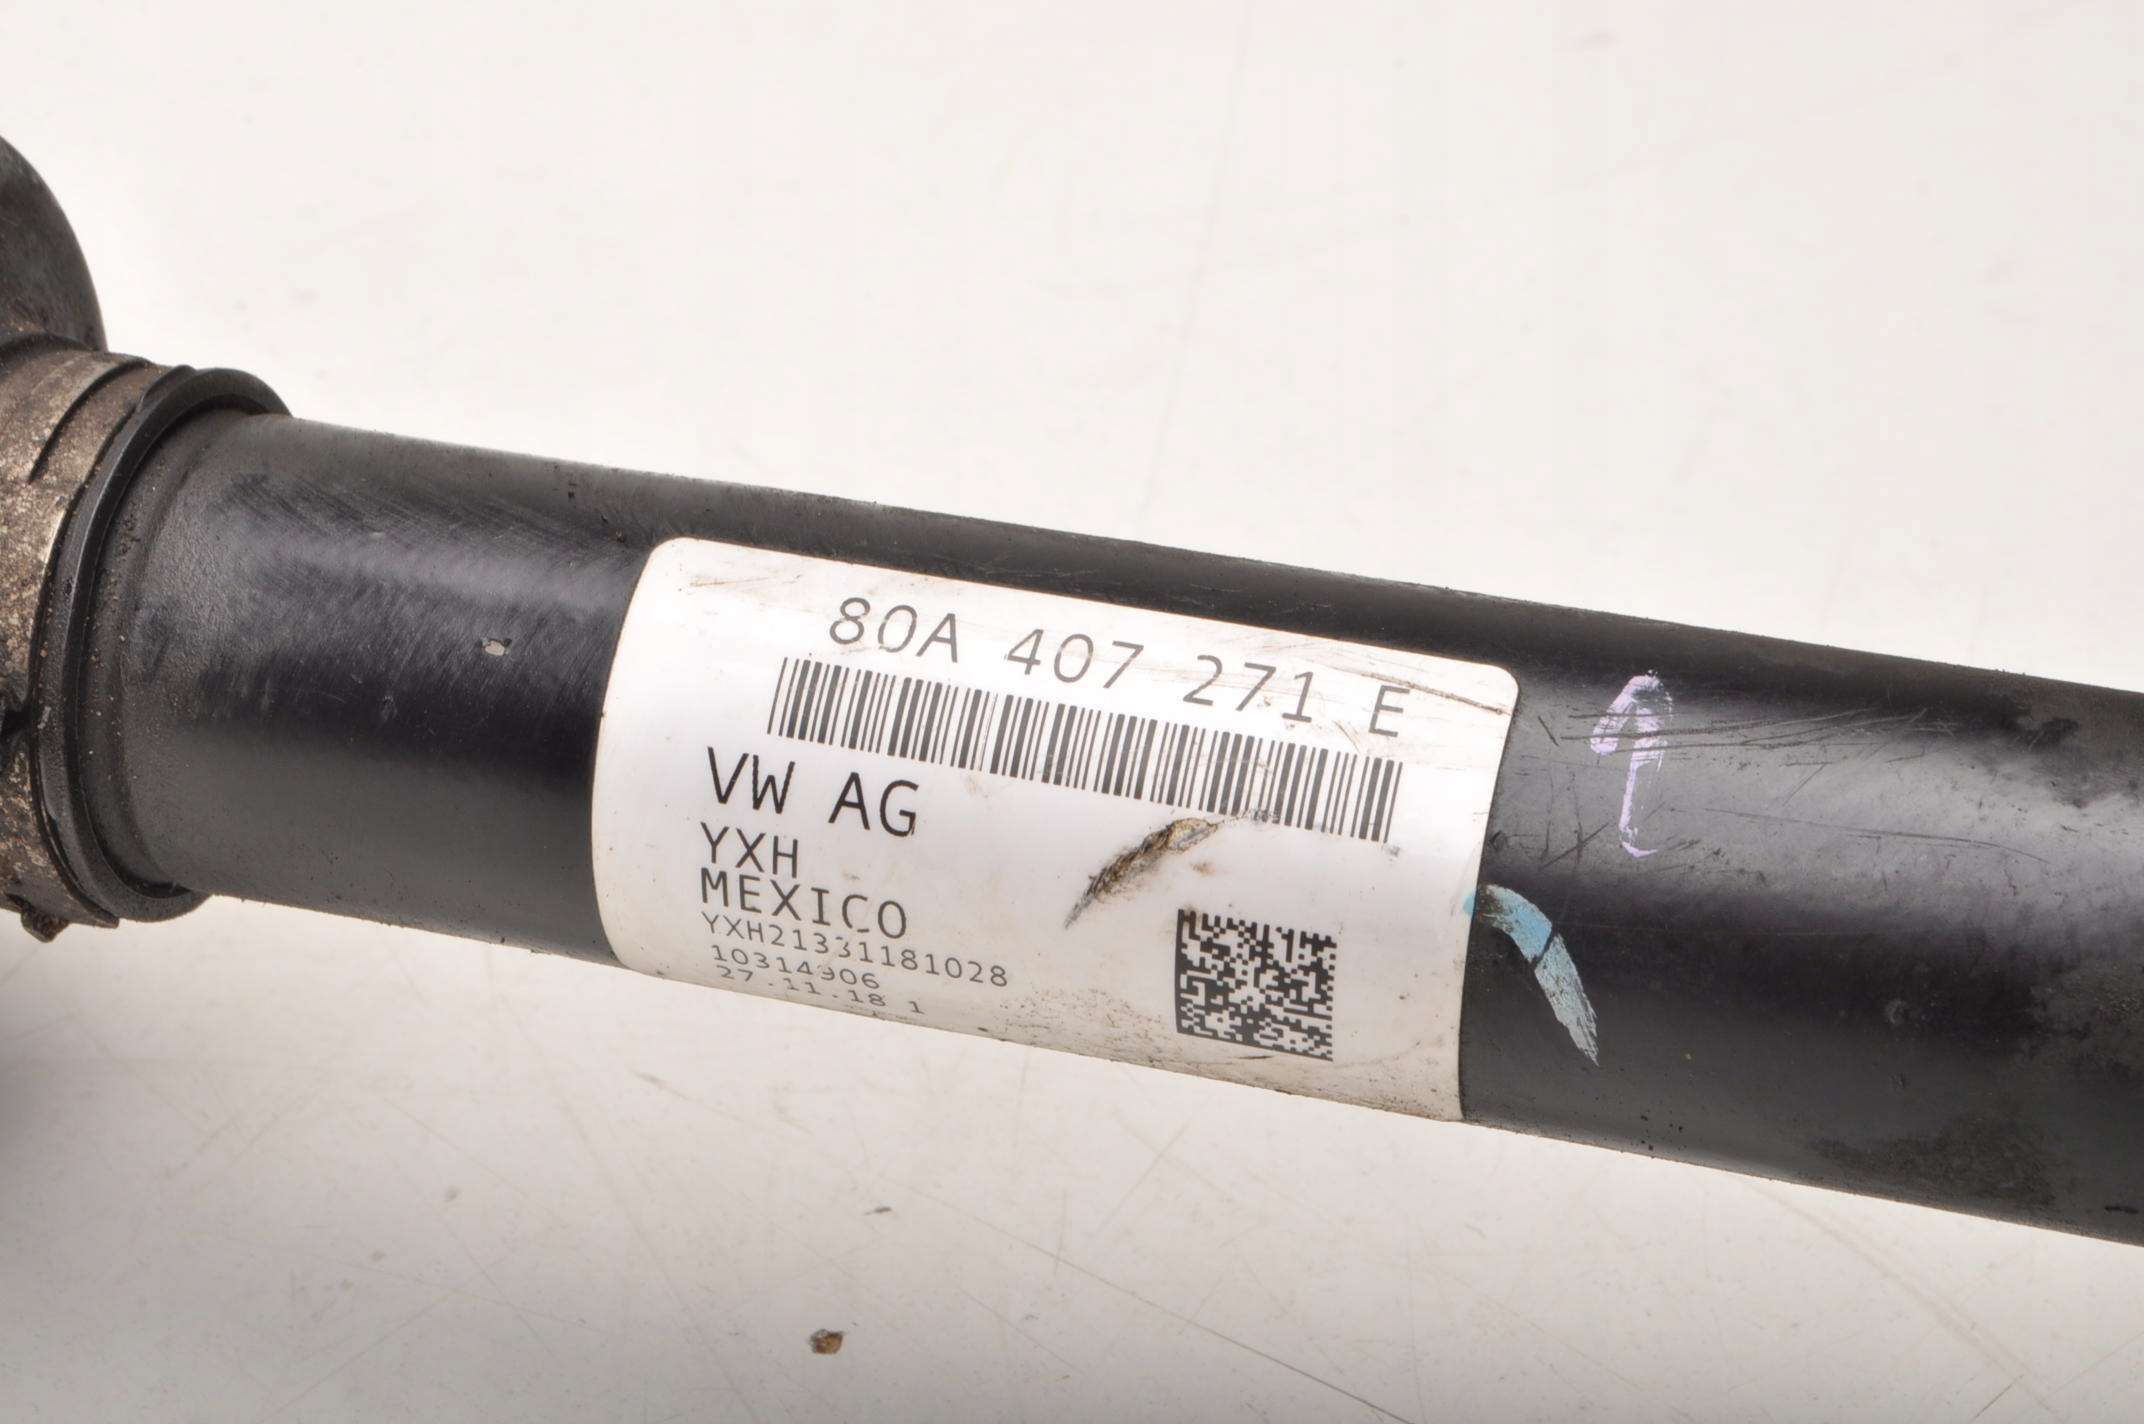 80A 407 271 E
VW AG
YXH
MEXICO
YXH21331181028
10314906
27.11.18 1